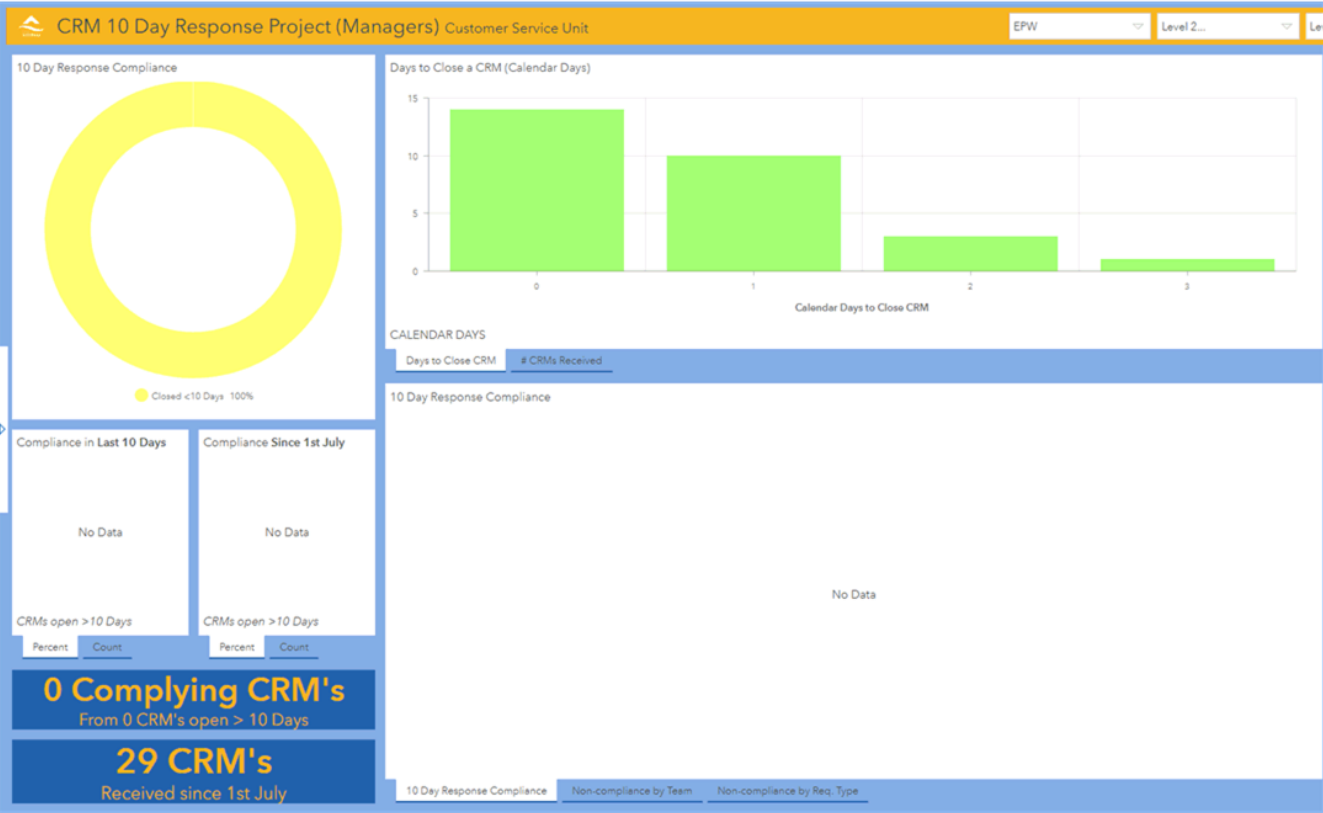 CRM 10 Day Response Project (Managers) Customer Service Unit
EPW
Level 2...
Le
10 Day Response Compliance
Closed <10 Days 100%
Days to Close a CRM (Calendar Days)
15
10
5
0
0 1 2 3
Calendar Days to Close CRM
CALENDAR DAYS
Days to Close CRM
# CRMs Received
Compliance in Last 10 Days
No Data
CRMs open >10 Days
Percent Count
Compliance Since 1st July
No Data
CRMs open >10 Days
Percent Count
0 Complying CRM's
From 0 CRM's open > 10 Days
29 CRM's
Received since 1st July
10 Day Response Compliance
No Data
10 Day Response Compliance
Non-compliance by Team
Non-compliance by Req. Type